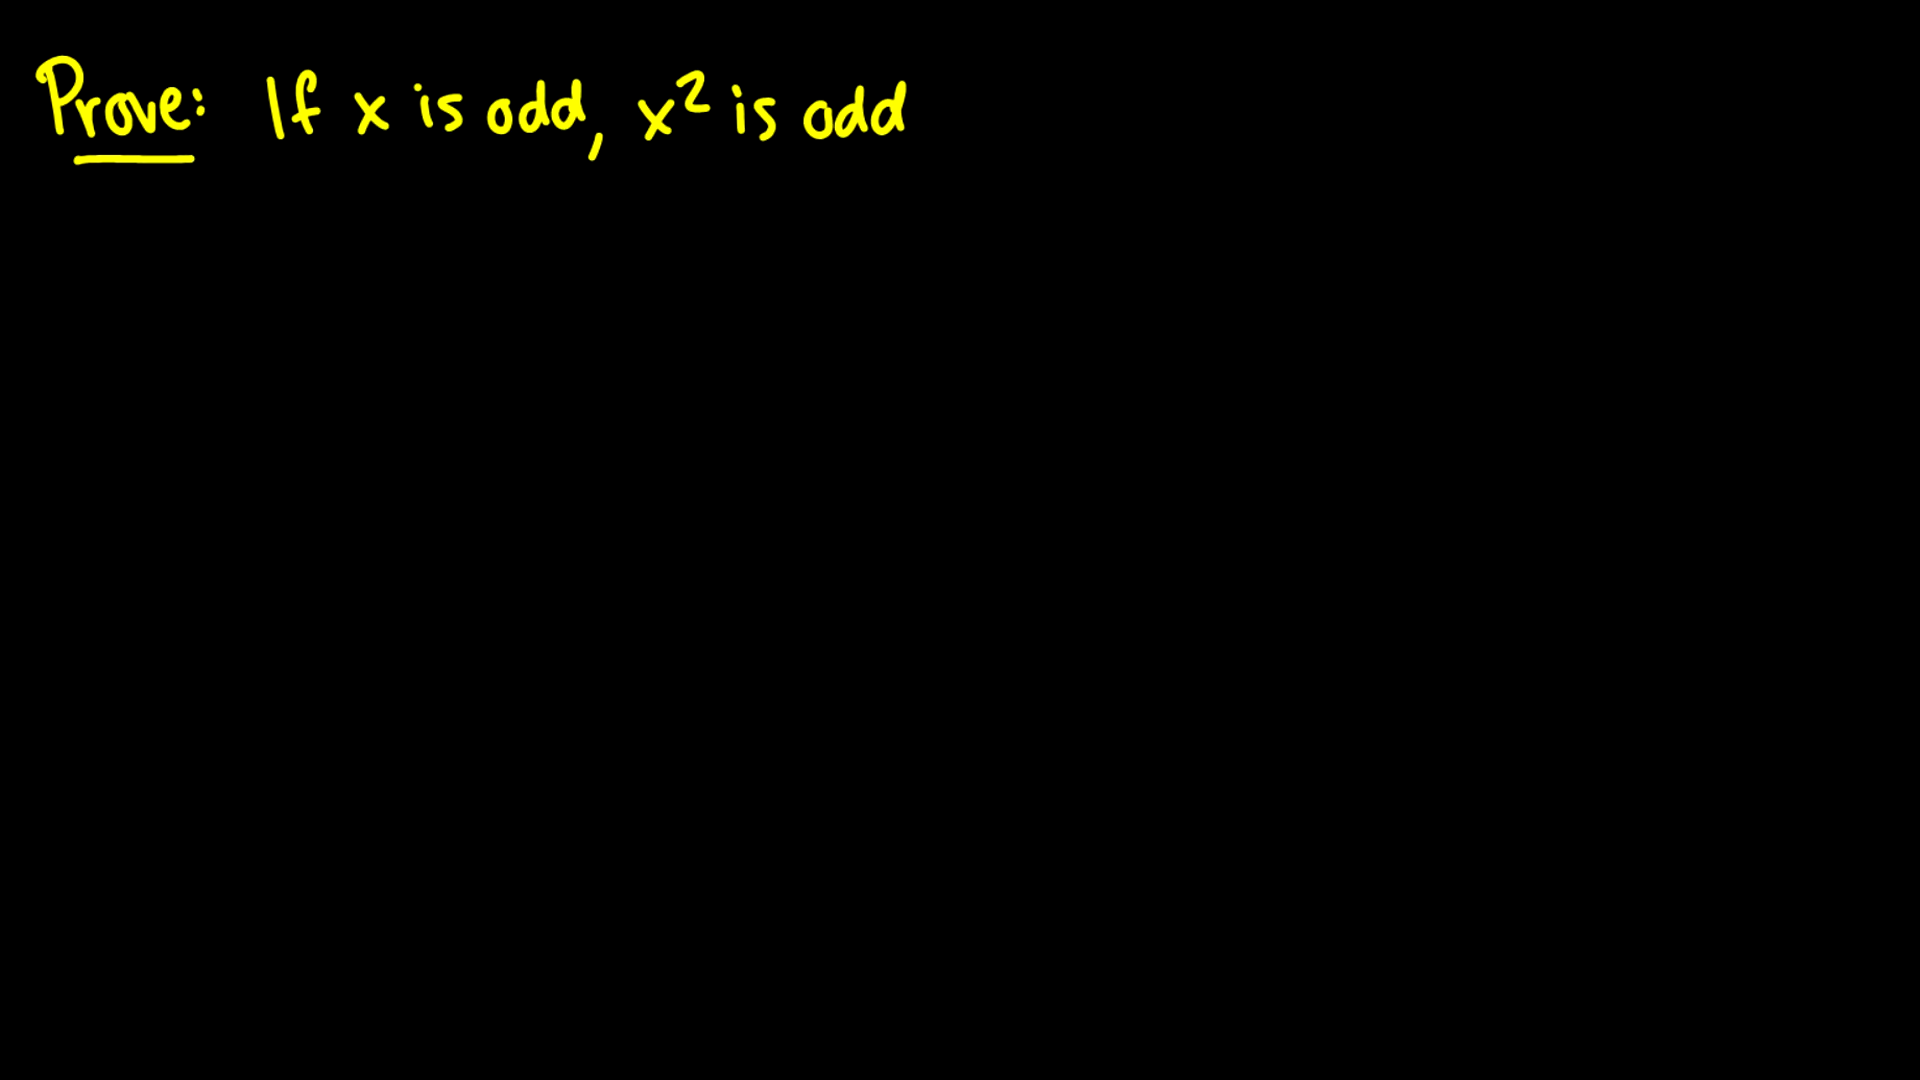 Prove: If x is odd, x² is odd